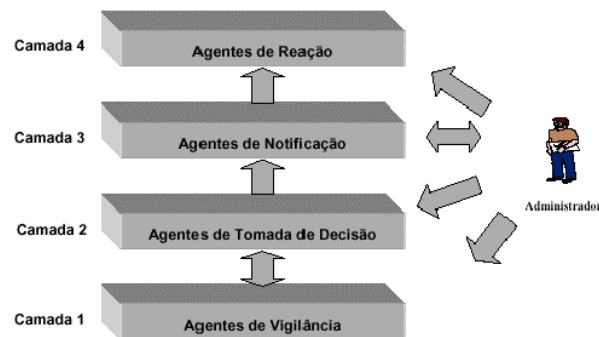 Camada 4
Agentes de Reação
Camada 3
Agentes de Notificação
Administrador
Camada 2
Agentes de Tomada de Decisão
Camada 1
Agentes de Vigilância